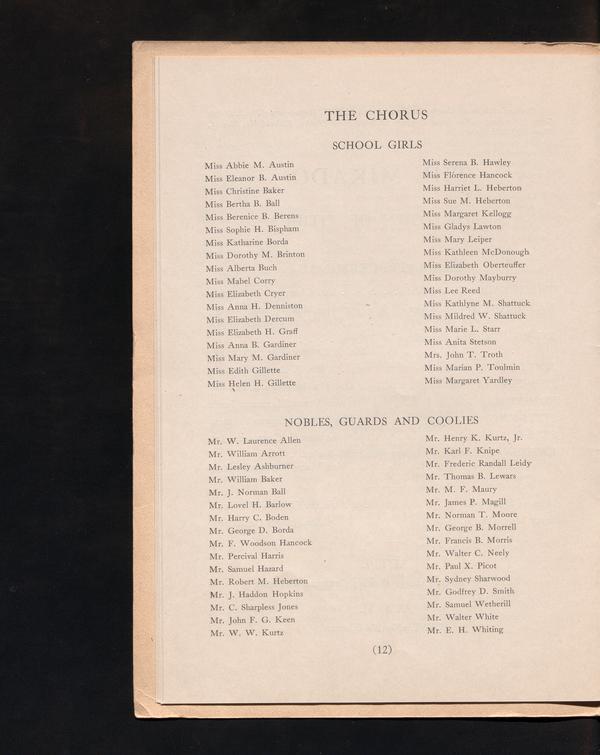 THE CHORUS
SCHOOL GIRLS
Miss Abbie M. Austin
Miss Eleanor B. Austin
Miss Christine Baker
Miss Bertha B. Ball
Miss Berenice B. Berens
Miss Sophie H. Bispham
Miss Katharine Borda
Miss Dorothy M. Brinton
Miss Alberta Buch
Miss Mabel Corry
Miss Elizabeth Cryer
Miss Anna H. Denniston
Miss Elizabeth Dercum
Miss Elizabeth H. Graff
Miss Anna B. Gardiner
Miss Mary M. Gardiner
Miss Edith Gillette
Miss Helen H. Gillette
Miss Serena B. Hawley
Miss Florence Hancock
Miss Harriet L. Heberton
Miss Sue M. Heberton
Miss Margaret Kellogg
Miss Gladys Lawton
Miss Mary Leiper
Miss Kathleen McDonough
Miss Elizabeth Oberteuffer
Miss Dorothy Mayburry
Miss Lee Reed
Miss Kathlyne M. Shattuck
Miss Mildred W. Shattuck
Miss Marie L. Starr
Miss Anita Stetson
Mrs. John T. Troth
Miss Marian P. Toulmin
Miss Margaret Yardley
NOBLES, GUARDS AND COOLIES
Mr. W. Laurence Allen
Mr. William Arrott
Mr. Lesley Ashburner
Mr. William Baker
Mr. J. Norman Ball
Mr. Lovel H. Barlow
Mr. Harry C. Boden
Mr. George D. Borda
Mr. F. Woodson Hancock
Mr. Percival Harris
Mr. Samuel Hazard
Mr. Robert M. Heberton
Mr. J. Haddon Hopkins
Mr. C. Sharpless Jones
Mr. John F. G. Keen
Mr. W. W. Kurtz
Mr. Henry K. Kurtz, Jr.
Mr. Karl F. Knipe
Mr. Frederic Randall Leidy
Mr. Thomas B. Lewars
Mr. M. F. Maury
Mr. James P. Magill
Mr. Norman T. Moore
Mr. George B. Morrell
Mr. Francis B. Morris
Mr. Walter C. Neely
Mr. Paul X. Picot
Mr. Sydney Sharwood
Mr. Godfrey D. Smith
Mr. Samuel Wetherill
Mr. Walter White
Mr. E. H. Whiting
(12)